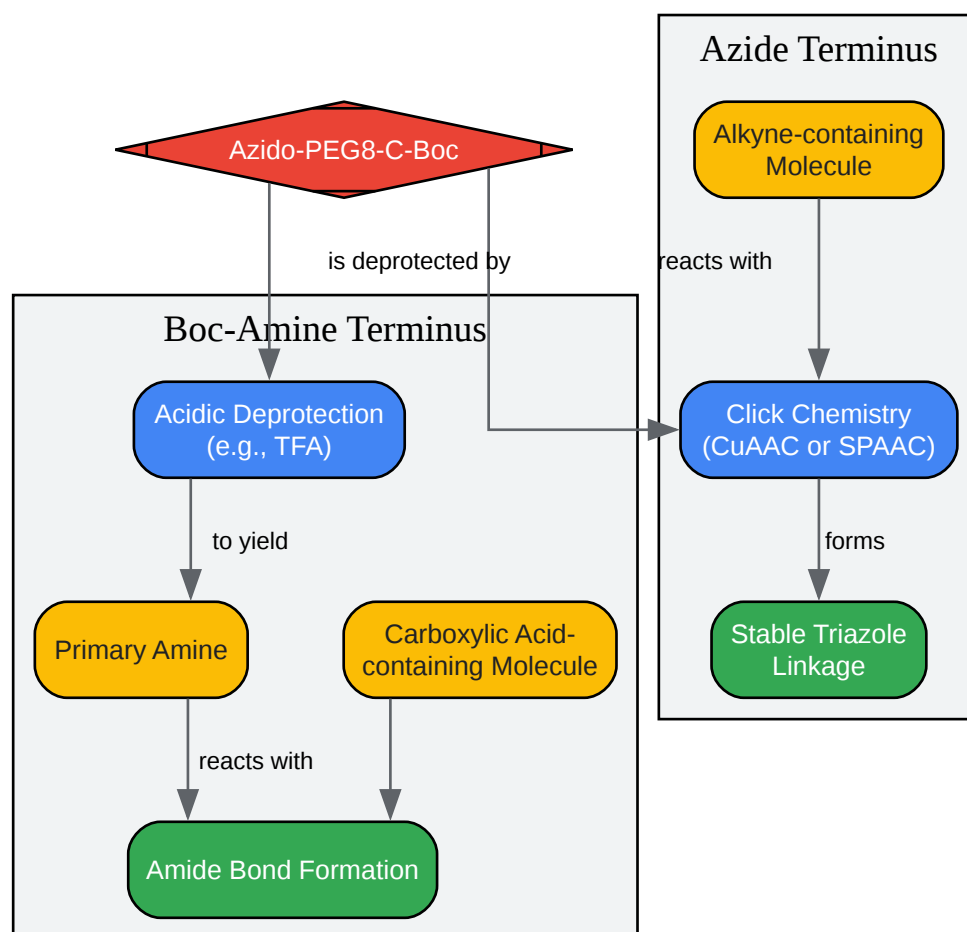 Azide Terminus
Azido-PEG8-C-Boc
Alkyne-containing
Molecule
is deprotected by
reacts with
Boc-Amine Terminus
Acidic Deprotection
(e.g., TFA)
Click Chemistry
(CuAAC or SPAAC)
to yield
forms
Primary Amine
Carboxylic Acid-
containing Molecule
Stable Triazole
Linkage
reacts with
Amide Bond Formation